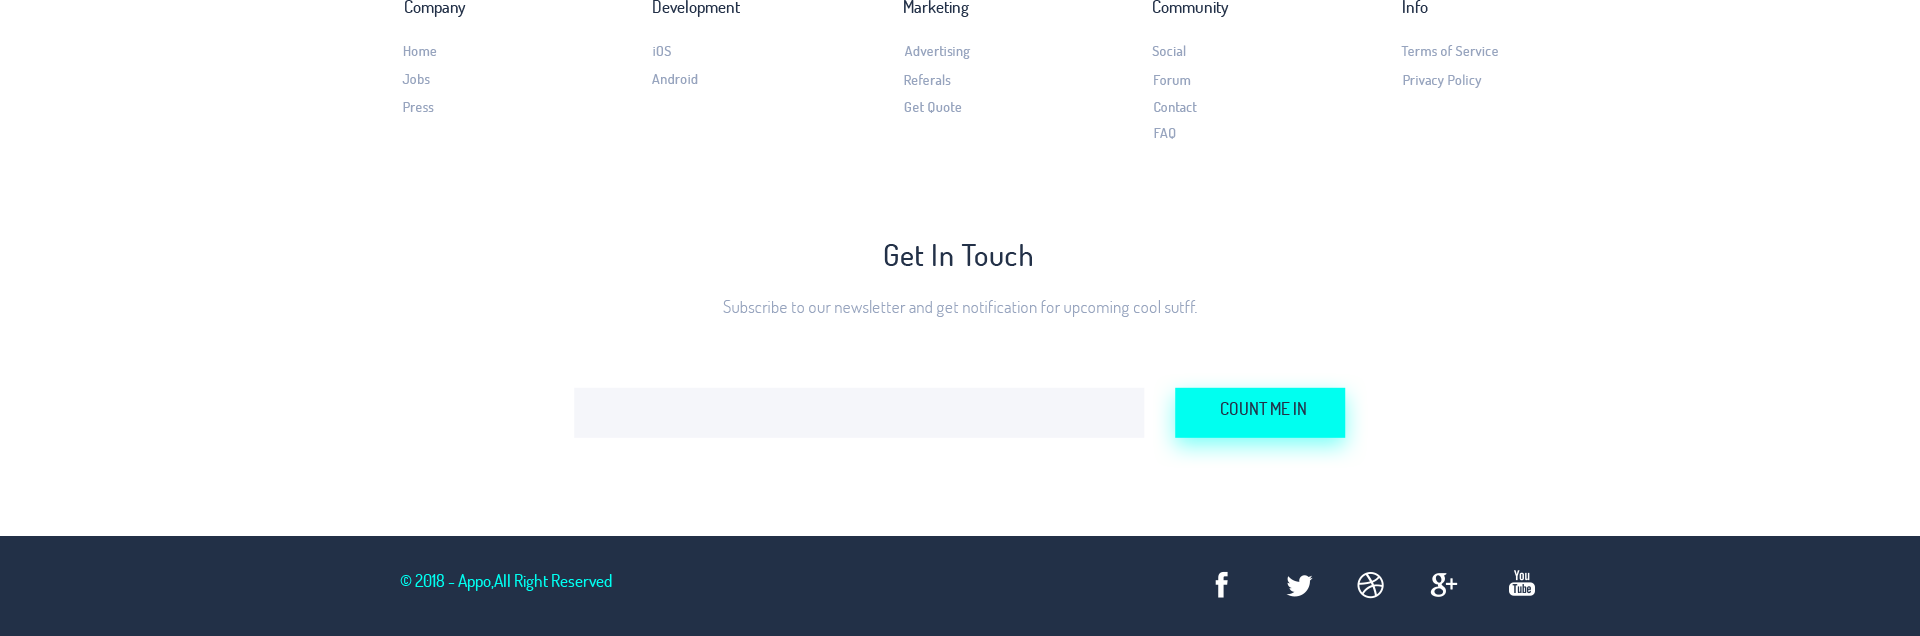 Company
Development
Marketing
Community
Info
Home
iOS
Advertising
Social
Terms of Service
Jobs
Android
Referals
Forum
Privacy Policy
Press
Get Quote
Contact
FAQ
Get In Touch
Subscribe to our newsletter and get notification for upcoming cool sutff.
COUNT ME IN
© 2018 - Appo,All Right Reserved
f
g+
You
Tube